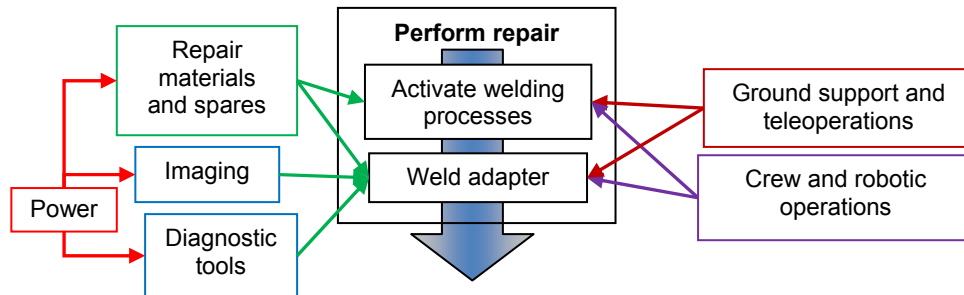 Perform repair
Repair
materials
and spares
Activate welding
processes
Ground support and
teleoperations
Imaging
Weld adapter
Crew and robotic
operations
Power
Diagnostic
tools